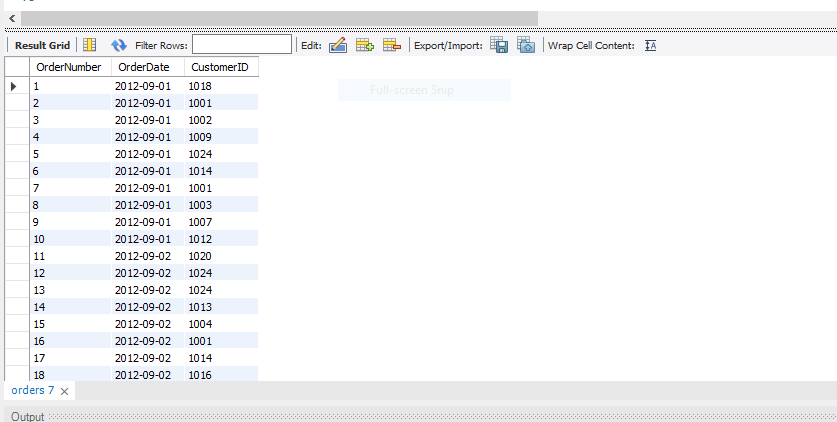 Result Grid Filter Rows: Edit: Export/Import: Wrap Cell Content: IA
OrderNumber OrderDate CustomerID
Full-screen Snip
1 2012-09-01 1018
2 2012-09-01 1001
3 2012-09-01 1002
4 2012-09-01 1009
5 2012-09-01 1024
6 2012-09-01 1014
7 2012-09-01 1001
8 2012-09-01 1003
9 2012-09-01 1007
10 2012-09-01 1012
11 2012-09-02 1020
12 2012-09-02 1024
13 2012-09-02 1024
14 2012-09-02 1013
15 2012-09-02 1004
16 2012-09-02 1001
17 2012-09-02 1014
18 2012-09-02 1016
orders 7
Output